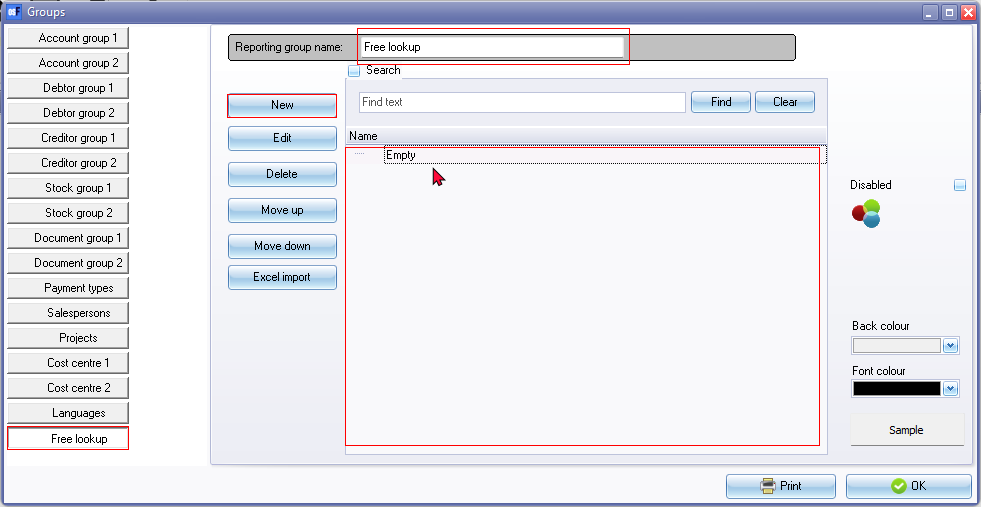 Groups
Account group 1
Account group 2
Debtor group 1
Debtor group 2
Creditor group 1
Creditor group 2
Stock group 1
Stock group 2
Document group 1
Document group 2
Payment types
Salespersons
Projects
Cost centre 1
Cost centre 2
Languages
Free lookup
Reporting group name: Free lookup
Search
Find text Find Clear
New
Edit
Delete
Move up
Move down
Excel import
Name
Empty
Disabled
Back colour
Font colour
Sample
Print OK